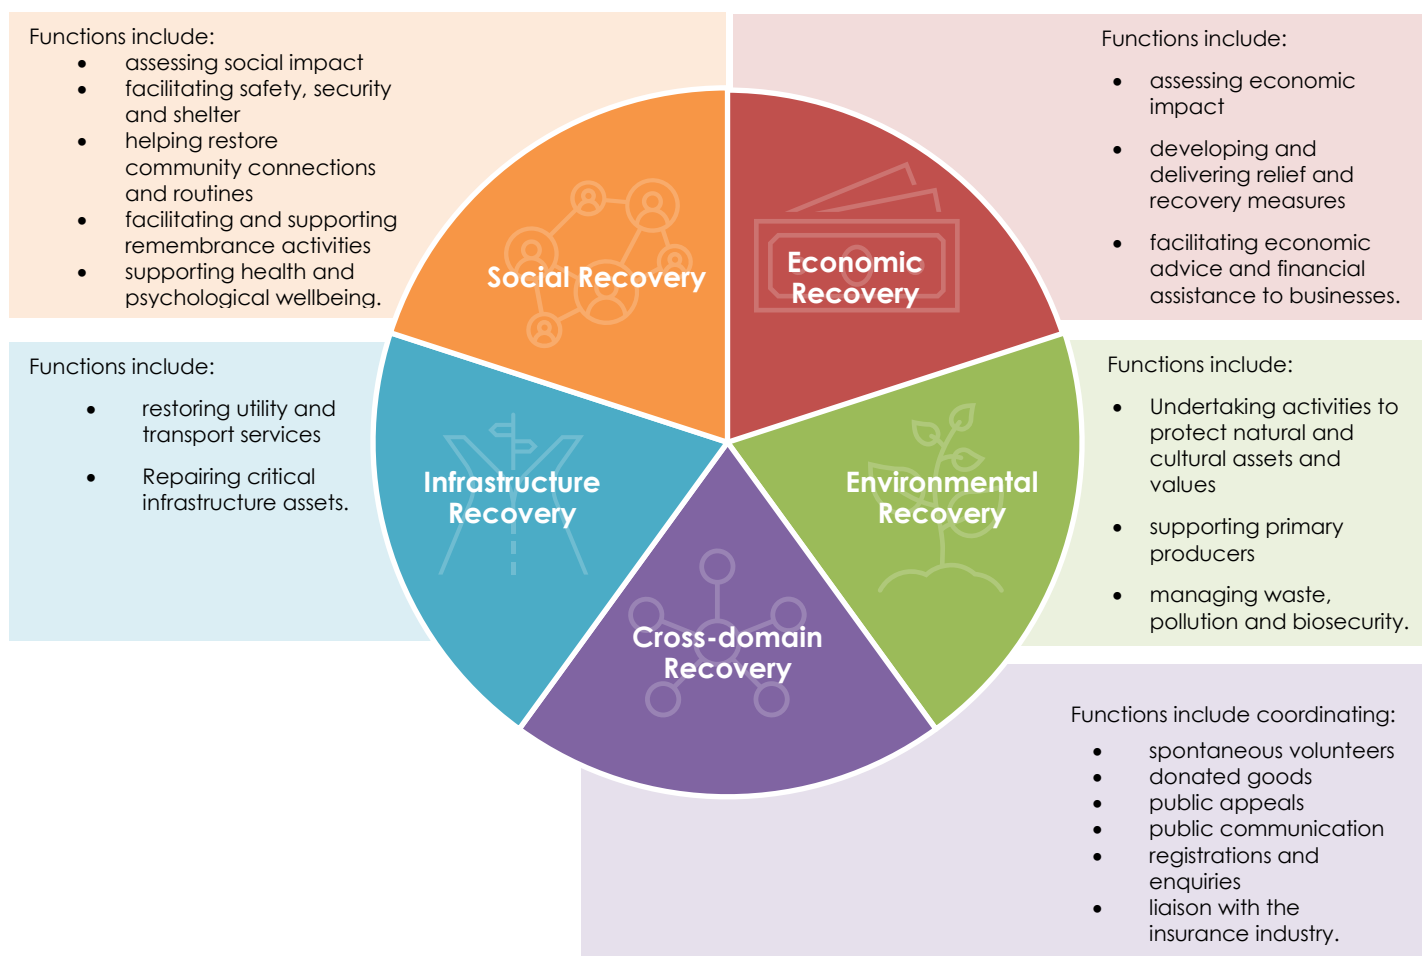 Functions include:
• assessing social impact
• facilitating safety, security
and shelter
• helping restore
community connections
and routines
• facilitating and supporting
remembrance activities
• supporting health and
psychological wellbeing.
Functions include:
• assessing economic
impact
• developing and
delivering relief and
recovery measures
• facilitating economic
advice and financial
assistance to businesses.
Social Recovery
Economic
Recovery
Functions include:
• restoring utility and
transport services
• Repairing critical
infrastructure assets.
Infrastructure
Recovery
Environmental
Recovery
Functions include:
• Undertaking activities to
protect natural and
cultural assets and
values
• supporting primary
producers
• managing waste,
pollution and biosecurity.
Cross-domain
Recovery
Functions include coordinating:
• spontaneous volunteers
• donated goods
• public appeals
• public communication
• registrations and
enquiries
• liaison with the
insurance industry.